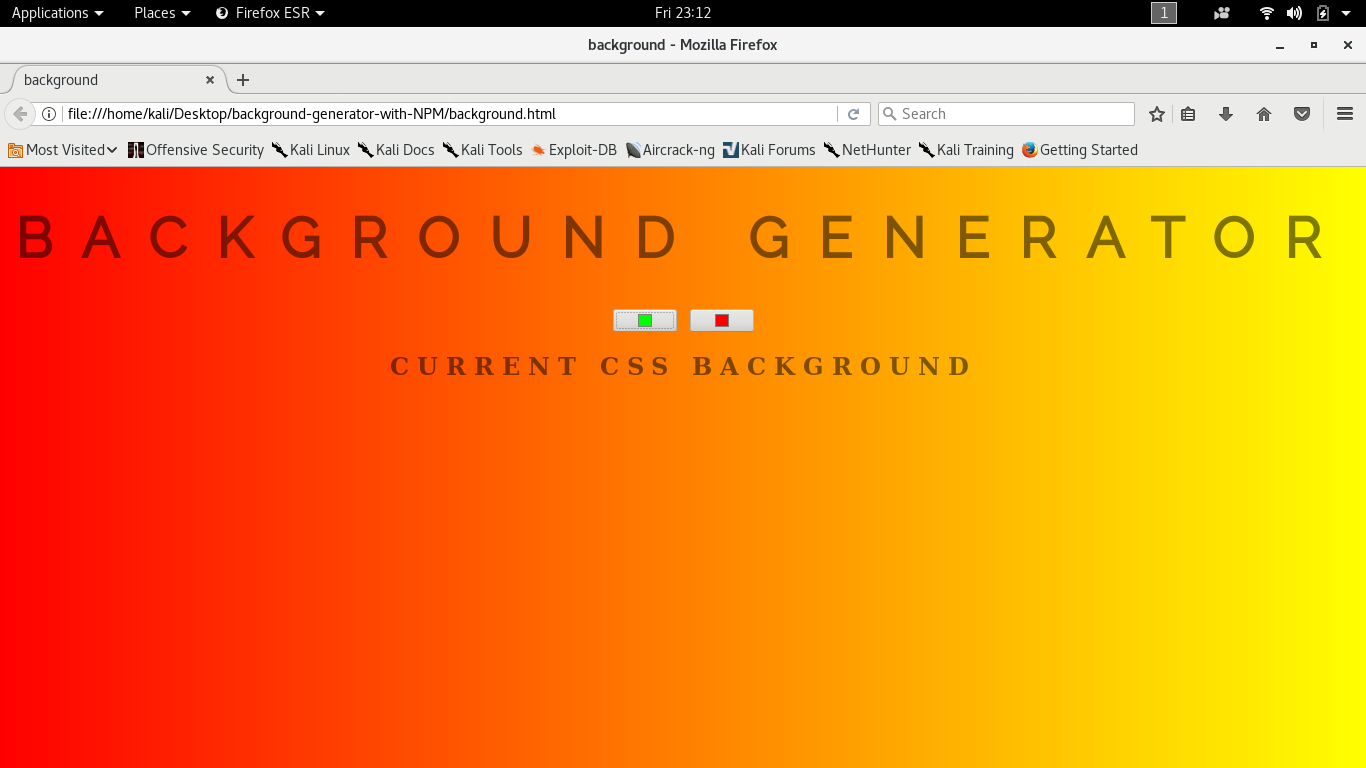 Applications Places Firefox ESR Fri 23:12 1
background - Mozilla Firefox
background
file:///home/kali/Desktop/background-generator-with-NPM/background.html Search
Most Visited Offensive Security Kali Linux Kali Docs Kali Tools Exploit-DB Aircrack-ng Kali Forums NetHunter Kali Training Getting Started
BACKGROUND GENERATOR
CURRENT CSS BACKGROUND